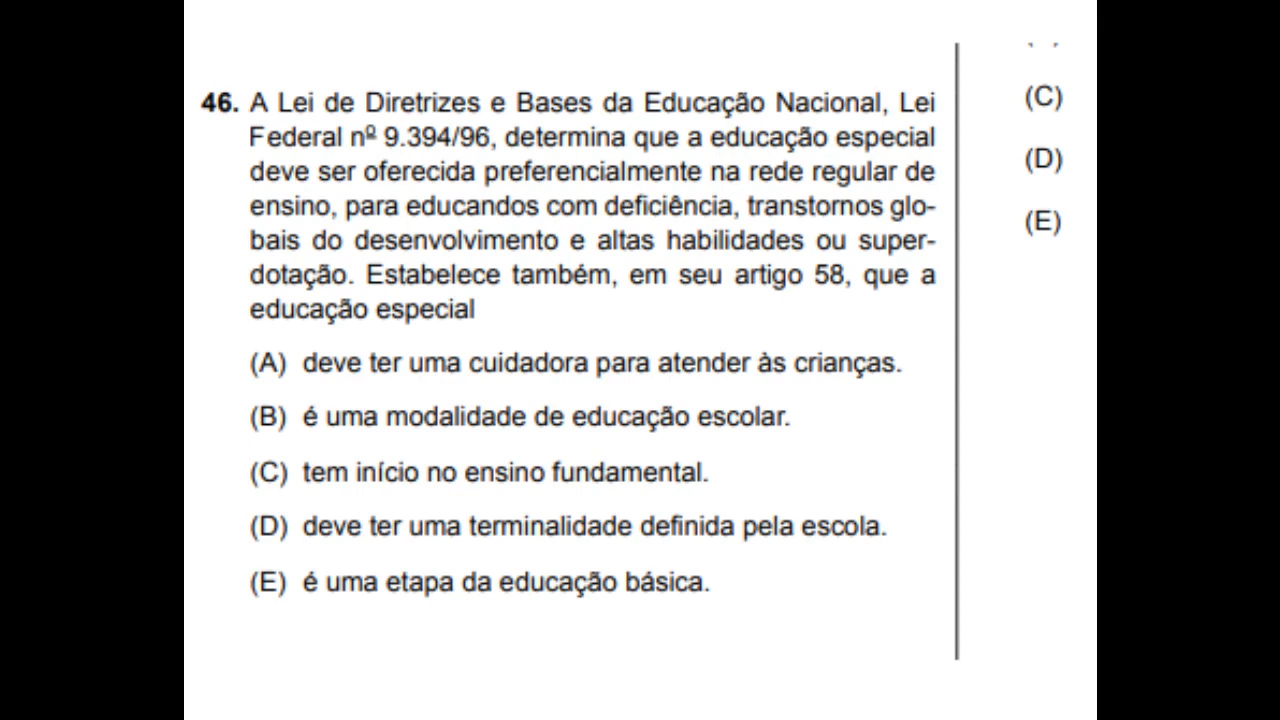 46. A Lei de Diretrizes e Bases da Educação Nacional, Lei
Federal nº 9.394/96, determina que a educação especial
deve ser oferecida preferencialmente na rede regular de
ensino, para educandos com deficiência, transtornos glo-
bais do desenvolvimento e altas habilidades ou super-
dotação. Estabelece também, em seu artigo 58, que a
educação especial
(A) deve ter uma cuidadora para atender às crianças.
(B) é uma modalidade de educação escolar.
(C) tem início no ensino fundamental.
(D) deve ter uma terminalidade definida pela escola.
(E) é uma etapa da educação básica.
(C)
(D)
(E)